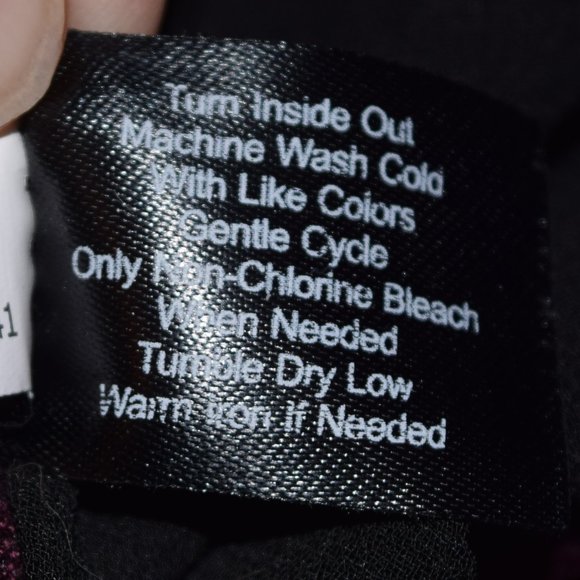 Turn Inside Out
Machine Wash Cold
With Like Colors
Gentle Cycle
Only Non-Chlorine Bleach
When Needed
Tumble Dry Low
Warm Iron if Needed
41